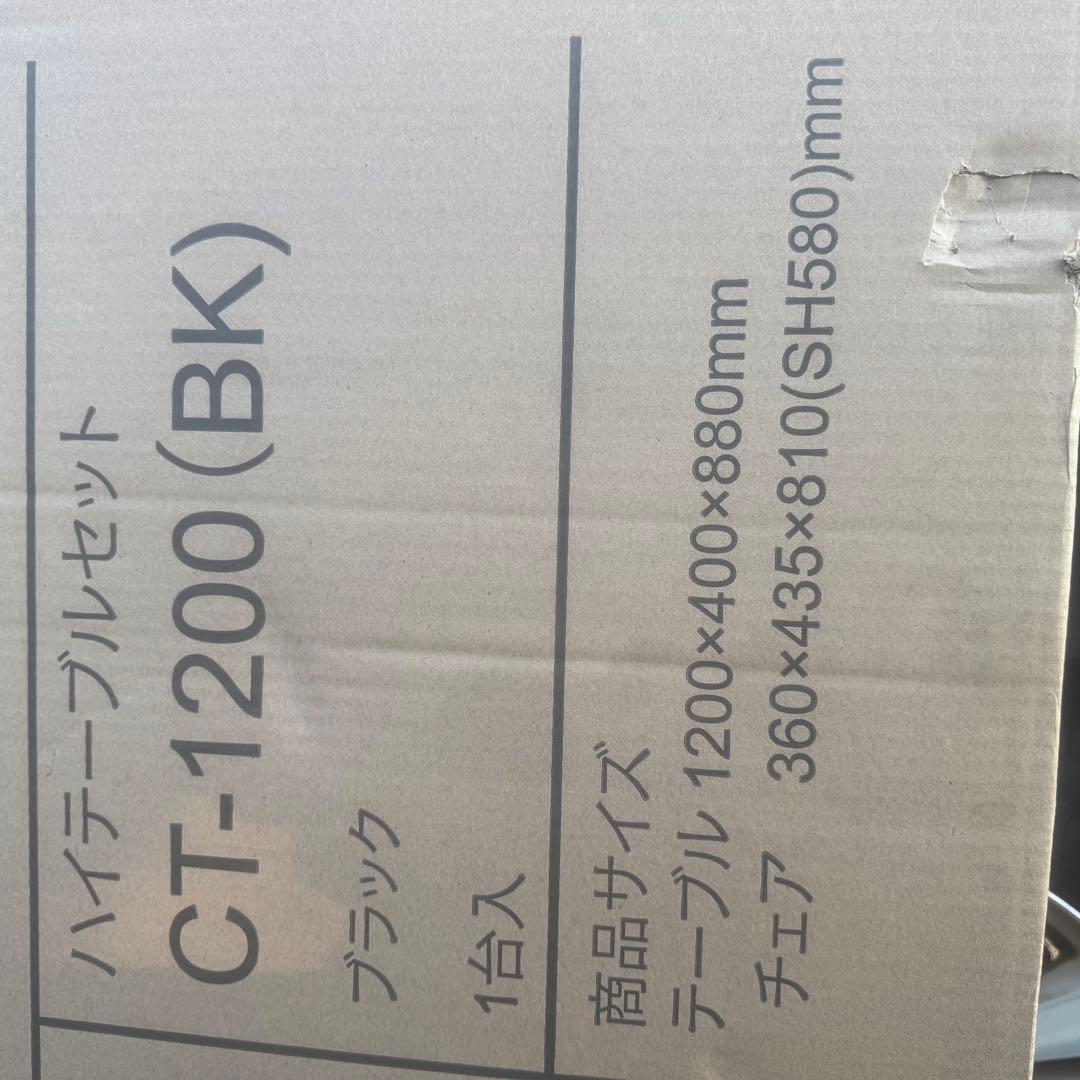 ハイテーブルセット
CT-1200(BK)
ブラック
1台入
商品サイズ
テーブル 1200×400×880mm
チェア 360×435×810(SH580)mm